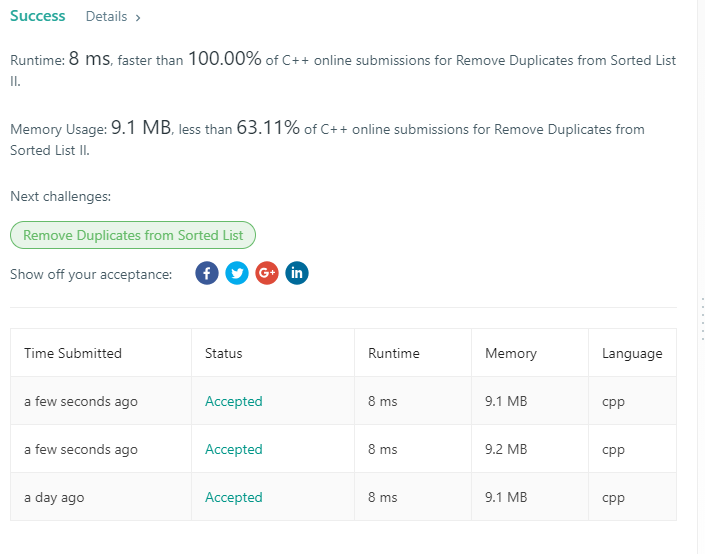 Success Details >
Runtime: 8 ms, faster than 100.00% of C++ online submissions for Remove Duplicates from Sorted List
II.
Memory Usage: 9.1 MB, less than 63.11% of C++ online submissions for Remove Duplicates from
Sorted List II.
Next challenges:
Remove Duplicates from Sorted List
Show off your acceptance: f G+ in
Time Submitted Status Runtime Memory Language
a few seconds ago Accepted 8 ms 9.1 MB cpp
a few seconds ago Accepted 8 ms 9.2 MB cpp
a day ago Accepted 8 ms 9.1 MB cpp